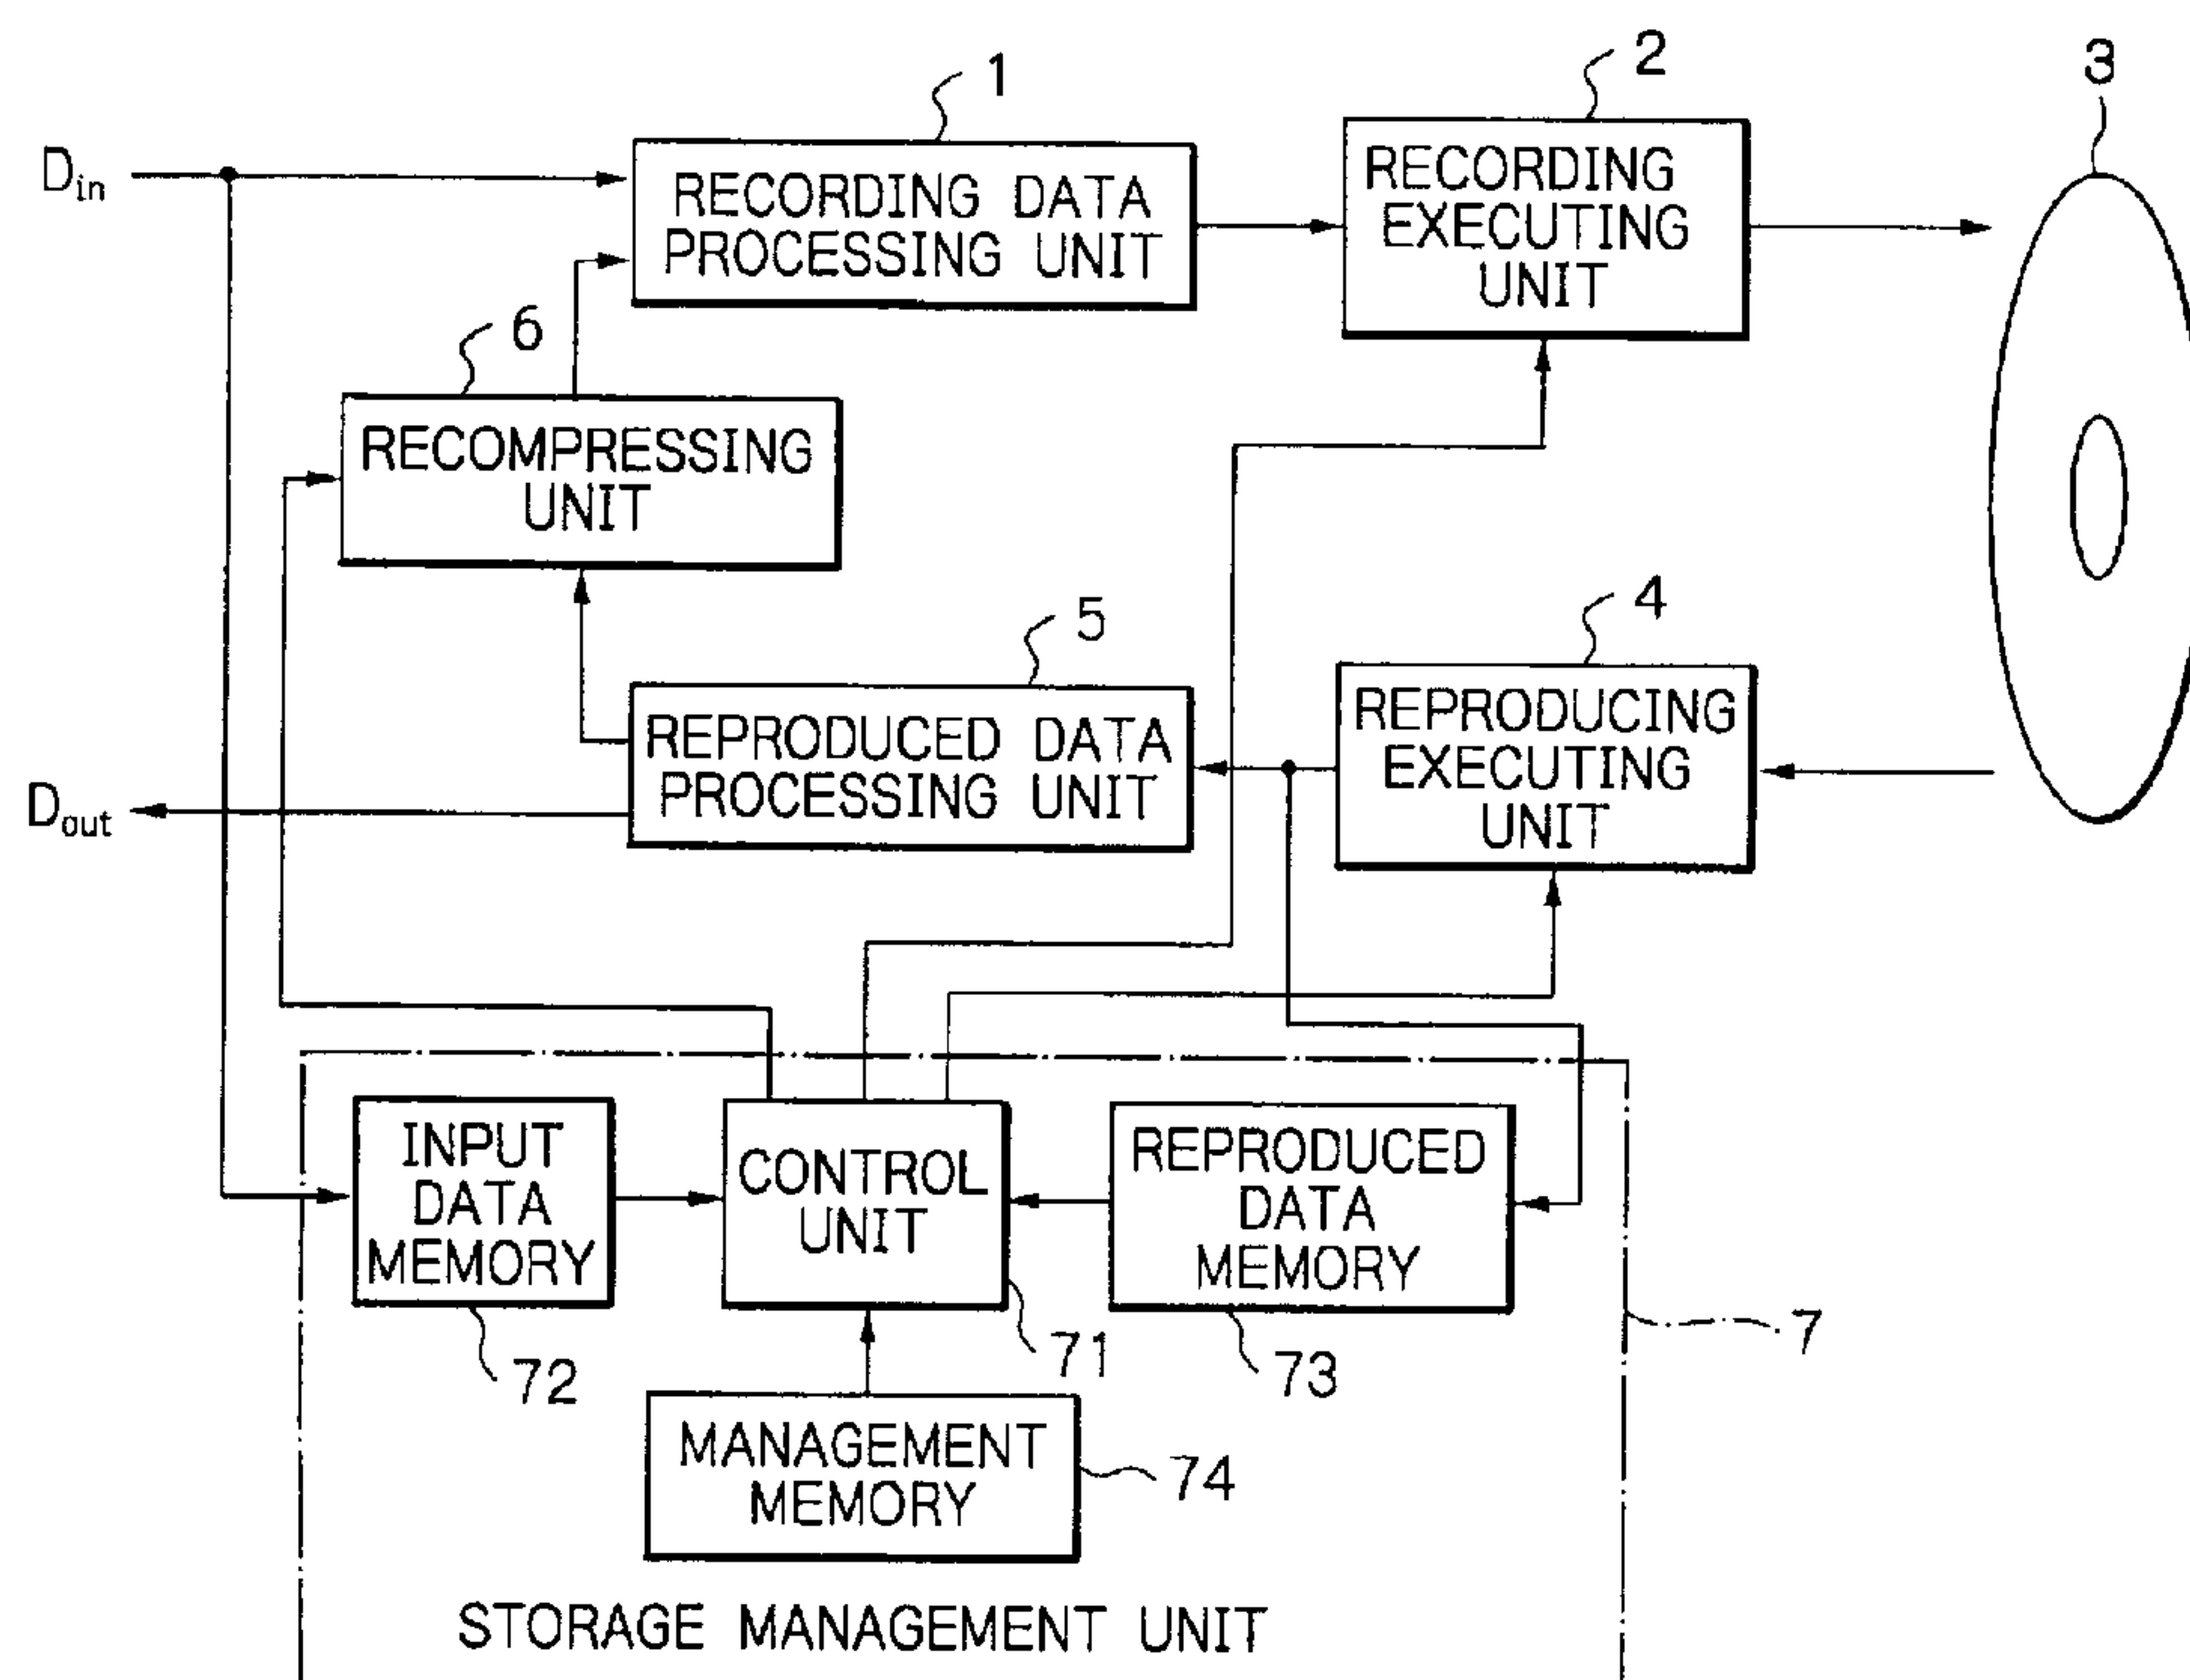 1
2
3
Din
RECORDING DATA
PROCESSING UNIT
RECORDING
EXECUTING
UNIT
6
RECOMPRESSING
UNIT
5
4
REPRODUCED DATA
PROCESSING UNIT
REPRODUCING
EXECUTING
UNIT
Dout
INPUT
DATA
MEMORY
CONTROL
UNIT
REPRODUCED
DATA
MEMORY
72
71
73
7
MANAGEMENT
MEMORY
74
STORAGE MANAGEMENT UNIT